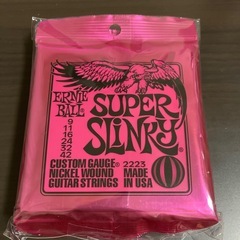 ERNIE
BALL
SUPER
SLINKY
9
11
16
24
32
42
CUSTOM GAUGE® 2223
NICKEL WOUND MADE
GUITAR STRINGS IN USA